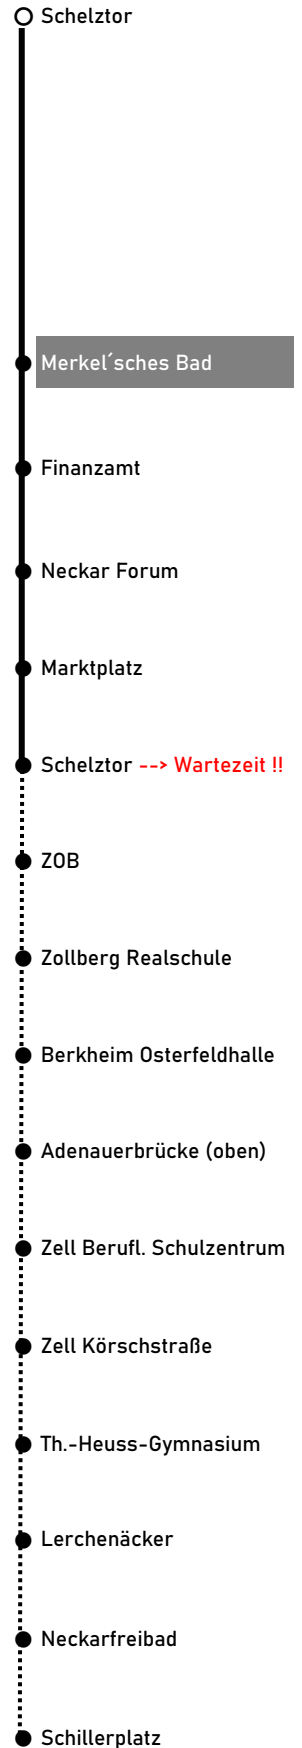 Schelztor
Merkel´sches Bad
Finanzamt
Neckar Forum
Marktplatz
Schelztor --> Wartezeit !!
ZOB
Zollberg Realschule
Berkheim Osterfeldhalle
Adenauerbrücke (oben)
Zell Berufl. Schulzentrum
Zell Körschstraße
Th.-Heuss-Gymnasium
Lerchenäcker
Neckarfreibad
Schillerplatz